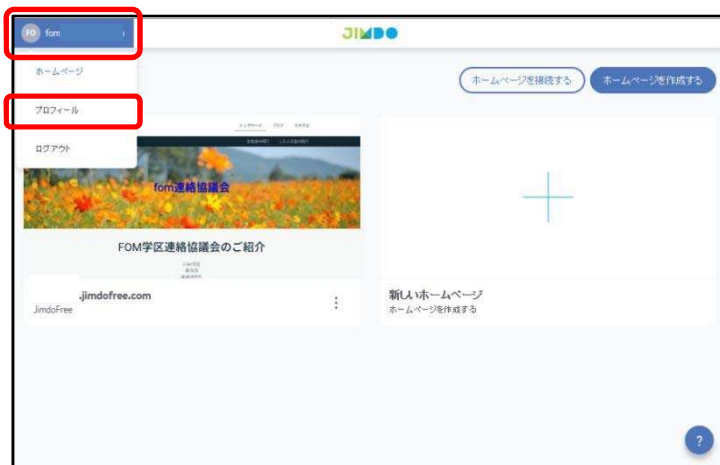 FO fom
JIMDO
ホームページ
プロフィール
ログアウト
ホームページを接続する
ホームページを作成する
fom連絡協議会
FOM学区連絡協議会のご紹介
.jimdofree.com
JimdoFree
新しいホームページ
ホームページを作成する
?